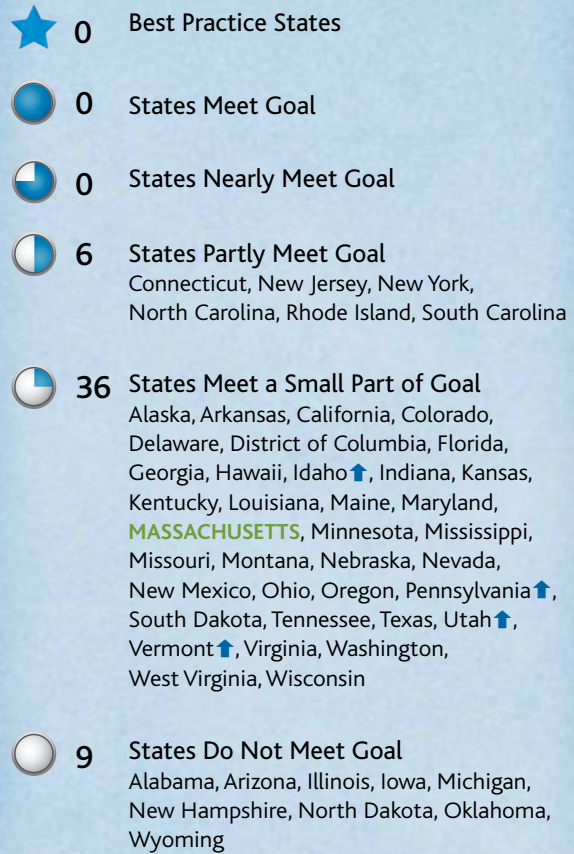 0 Best Practice States
0 States Meet Goal
0 States Nearly Meet Goal
6 States Partly Meet Goal
Connecticut, New Jersey, New York,
North Carolina, Rhode Island, South Carolina
36 States Meet a Small Part of Goal
Alaska, Arkansas, California, Colorado,
Delaware, District of Columbia, Florida,
Georgia, Hawaii, Idaho⬆, Indiana, Kansas,
Kentucky, Louisiana, Maine, Maryland,
MASSACHUSETTS, Minnesota, Mississippi,
Missouri, Montana, Nebraska, Nevada,
New Mexico, Ohio, Oregon, Pennsylvania⬆,
South Dakota, Tennessee, Texas, Utah⬆,
Vermont⬆, Virginia, Washington,
West Virginia, Wisconsin
9 States Do Not Meet Goal
Alabama, Arizona, Illinois, Iowa, Michigan,
New Hampshire, North Dakota, Oklahoma,
Wyoming